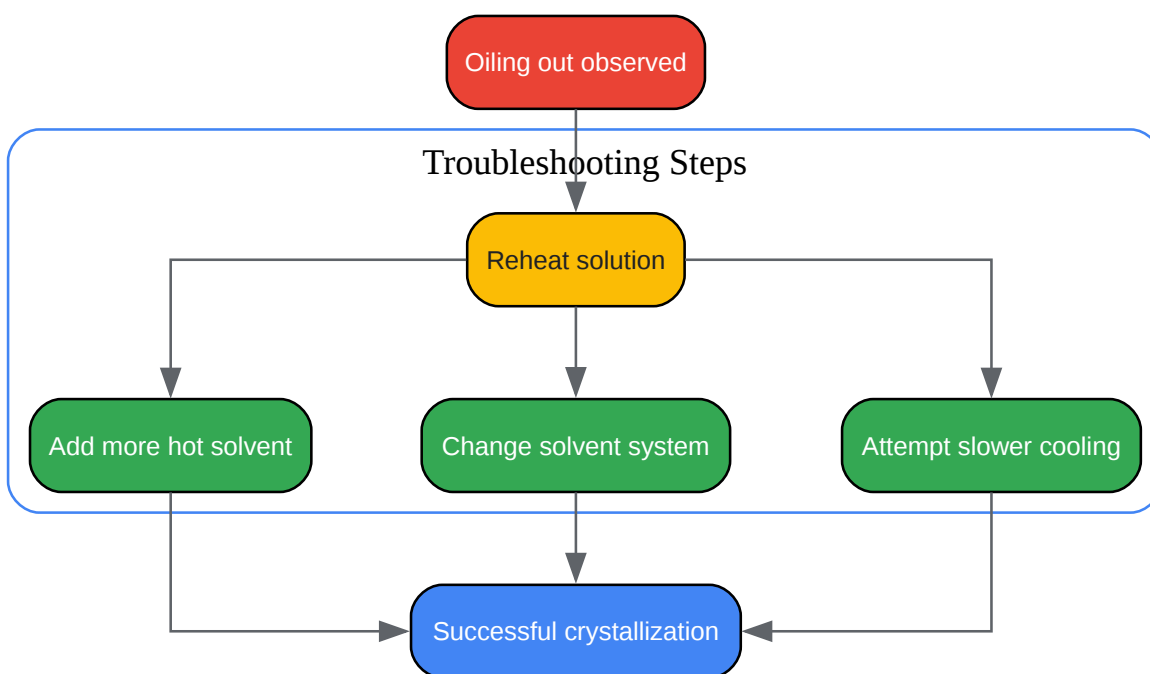 Oiling out observed
Troubleshooting Steps
Reheat solution
Add more hot solvent
Change solvent system
Attempt slower cooling
Successful crystallization